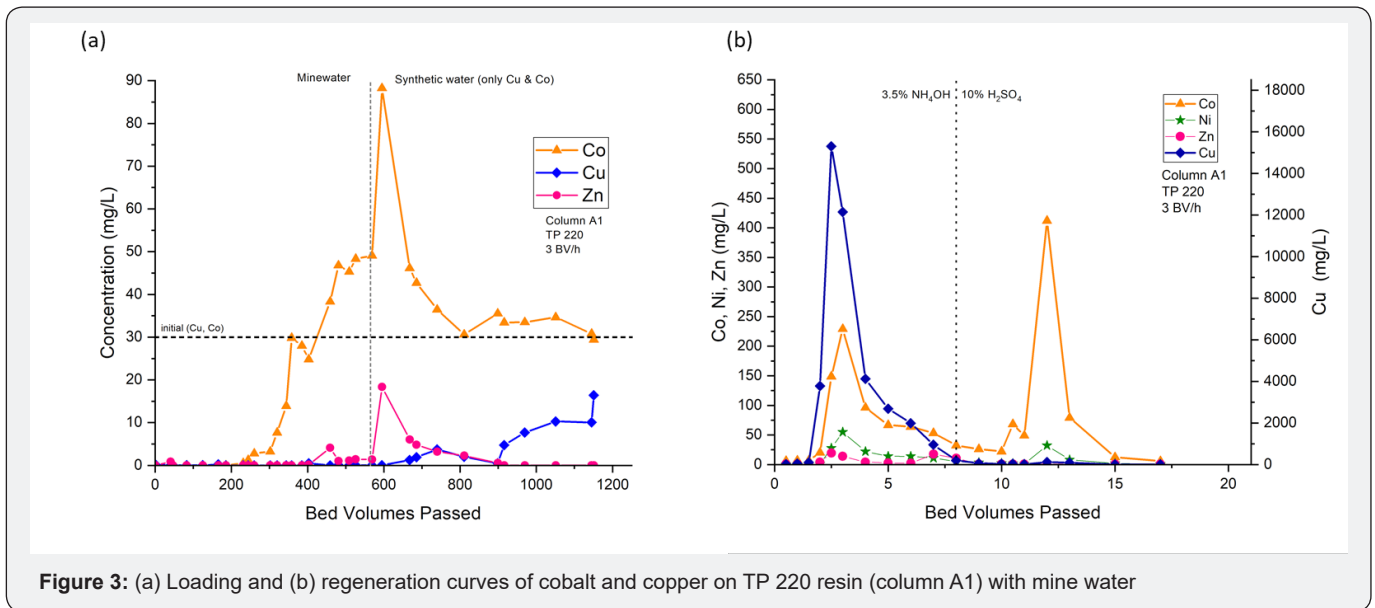 (a)
Minewater
Synthetic water (only Cu & Co)
90
80
70
60
50
40
30
20
10
0
Concentration (mg/L)
initial (Cu, Co)
Co
Cu
Zn
Column A1
TP 220
3 BV/h
0
200
400
600
800
1000
1200
Bed Volumes Passed
(b)
3.5% NH₄OH
10% H₂SO₄
650
600
550
500
450
400
350
300
250
200
150
100
50
0
Co, Ni, Zn (mg/L)
Co
Ni
Zn
Cu
Column A1
TP 220
3 BV/h
18000
16000
14000
12000
10000
8000
6000
4000
2000
0
Cu (mg/L)
0
5
10
15
20
Bed Volumes Passed
Figure 3: (a) Loading and (b) regeneration curves of cobalt and copper on TP 220 resin (column A1) with mine water